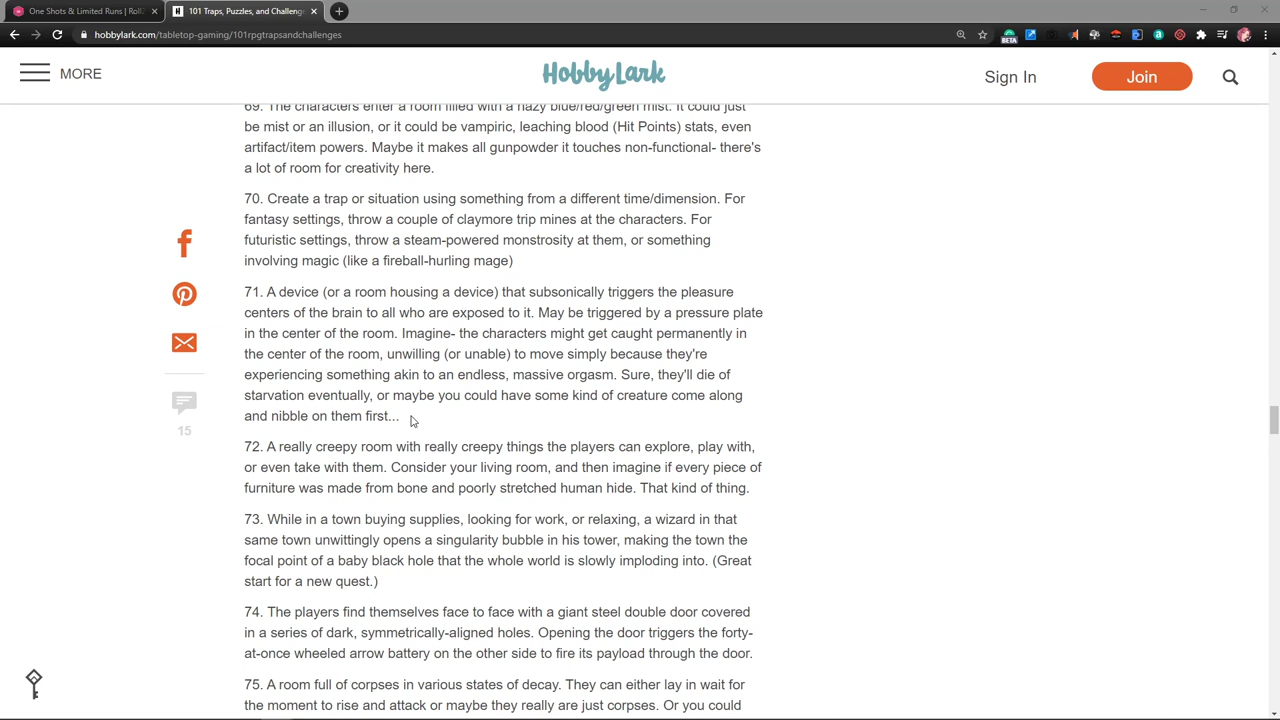 One Shots & Limited Runs | Roll
101 Traps, Puzzles, and Challeng
hobbylark.com/tabletop-gaming/101rpgtrapsandchallenges
BETA
MORE
HobbyLark
Sign In
Join
69. The characters enter a room filled with a hazy blue/red/green mist. It could just
be mist or an illusion, or it could be vampiric, leaching blood (Hit Points) stats, even
artifact/item powers. Maybe it makes all gunpowder it touches non-functional- there's
a lot of room for creativity here.
70. Create a trap or situation using something from a different time/dimension. For
fantasy settings, throw a couple of claymore trip mines at the characters. For
futuristic settings, throw a steam-powered monstrosity at them, or something
involving magic (like a fireball-hurling mage)
71. A device (or a room housing a device) that subsonically triggers the pleasure
centers of the brain to all who are exposed to it. May be triggered by a pressure plate
in the center of the room. Imagine- the characters might get caught permanently in
the center of the room, unwilling (or unable) to move simply because they're
experiencing something akin to an endless, massive orgasm. Sure, they'll die of
starvation eventually, or maybe you could have some kind of creature come along
and nibble on them first...
15
72. A really creepy room with really creepy things the players can explore, play with,
or even take with them. Consider your living room, and then imagine if every piece of
furniture was made from bone and poorly stretched human hide. That kind of thing.
73. While in a town buying supplies, looking for work, or relaxing, a wizard in that
same town unwittingly opens a singularity bubble in his tower, making the town the
focal point of a baby black hole that the whole world is slowly imploding into. (Great
start for a new quest.)
74. The players find themselves face to face with a giant steel double door covered
in a series of dark, symmetrically-aligned holes. Opening the door triggers the forty-
at-once wheeled arrow battery on the other side to fire its payload through the door.
75. A room full of corpses in various states of decay. They can either lay in wait for
the moment to rise and attack or maybe they really are just corpses. Or you could